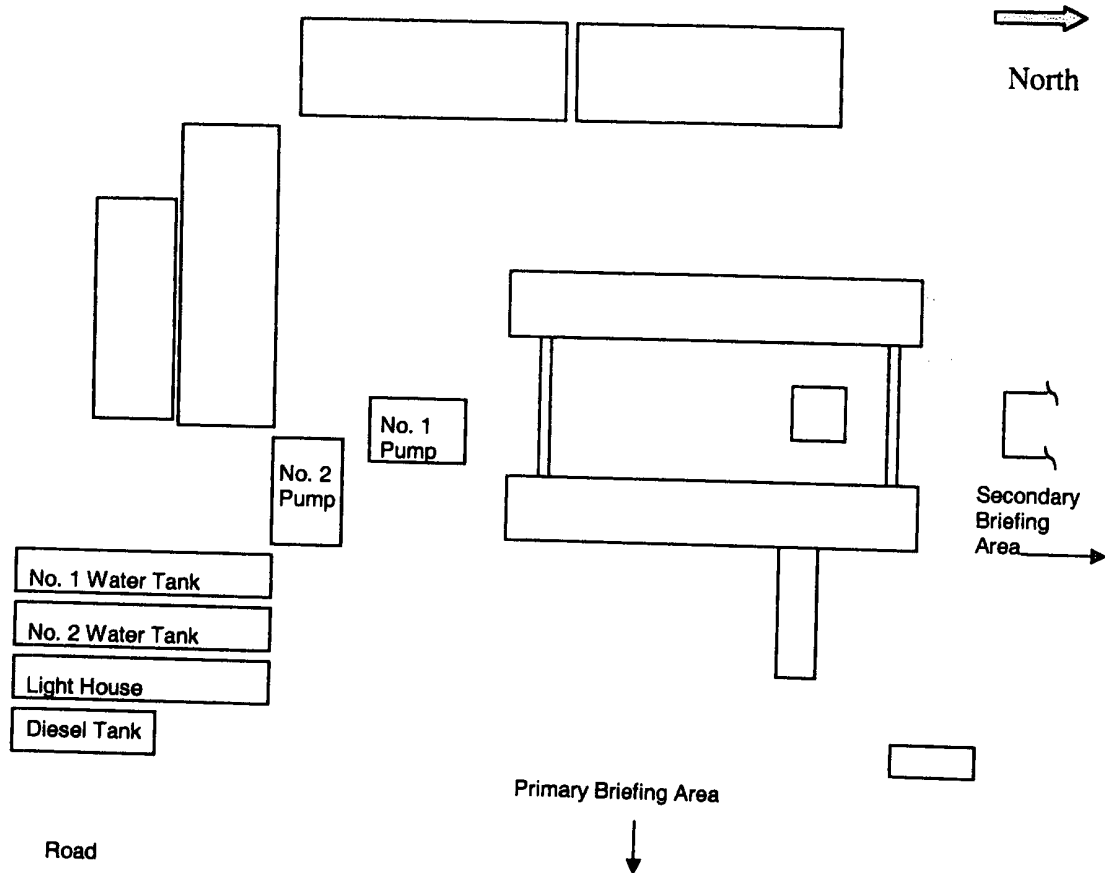 North
No. 1
Pump
No. 2
Pump
Secondary
Briefing
Area
No. 1 Water Tank
No. 2 Water Tank
Light House
Diesel Tank
Primary Briefing Area
Road